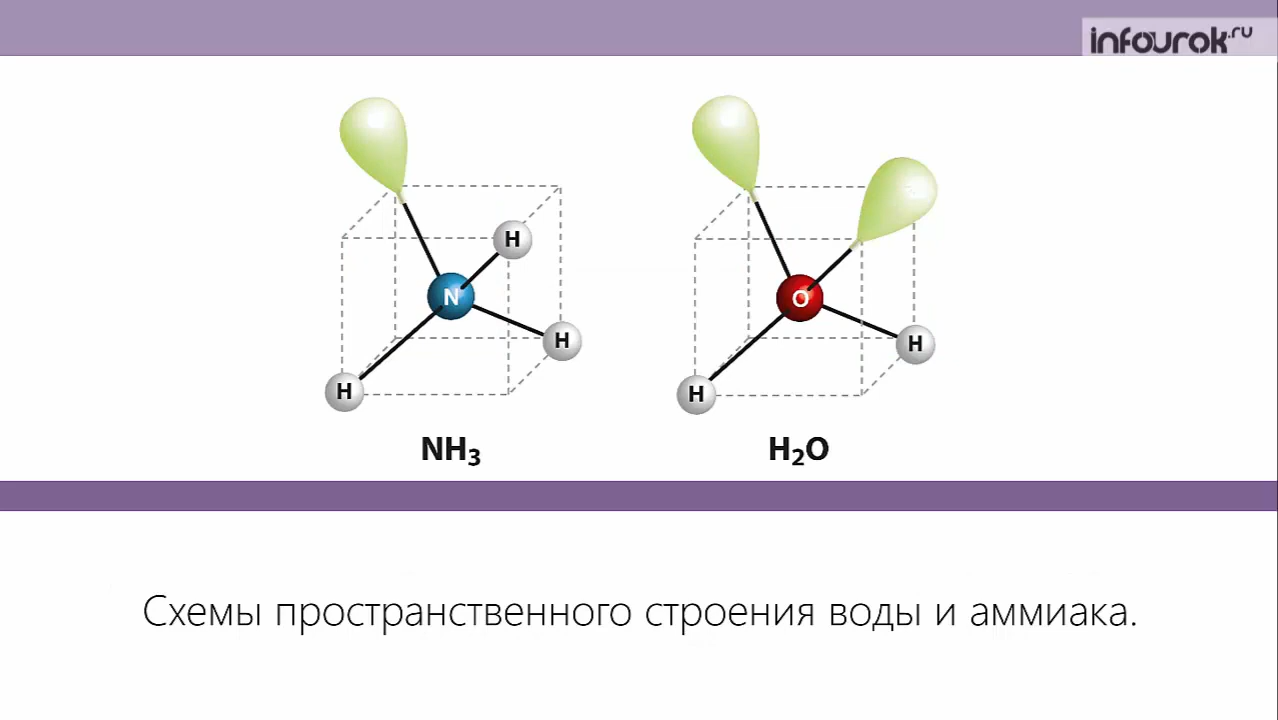 infourok.ru
H
N
H
H
O
H
H
NH₃
H₂O
Схемы пространственного строения воды и аммиака.